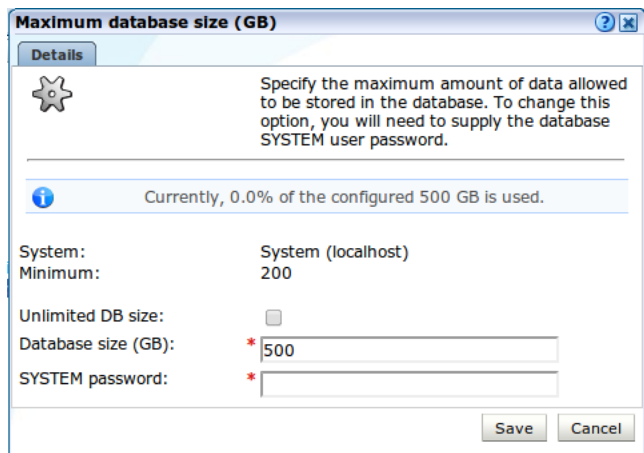 Maximum database size (GB)
Details
Specify the maximum amount of data allowed
to be stored in the database. To change this
option, you will need to supply the database
SYSTEM user password.
Currently, 0.0% of the configured 500 GB is used.
System: System (localhost)
Minimum: 200
Unlimited DB size:
Database size (GB): * 500
SYSTEM password: *
Save Cancel